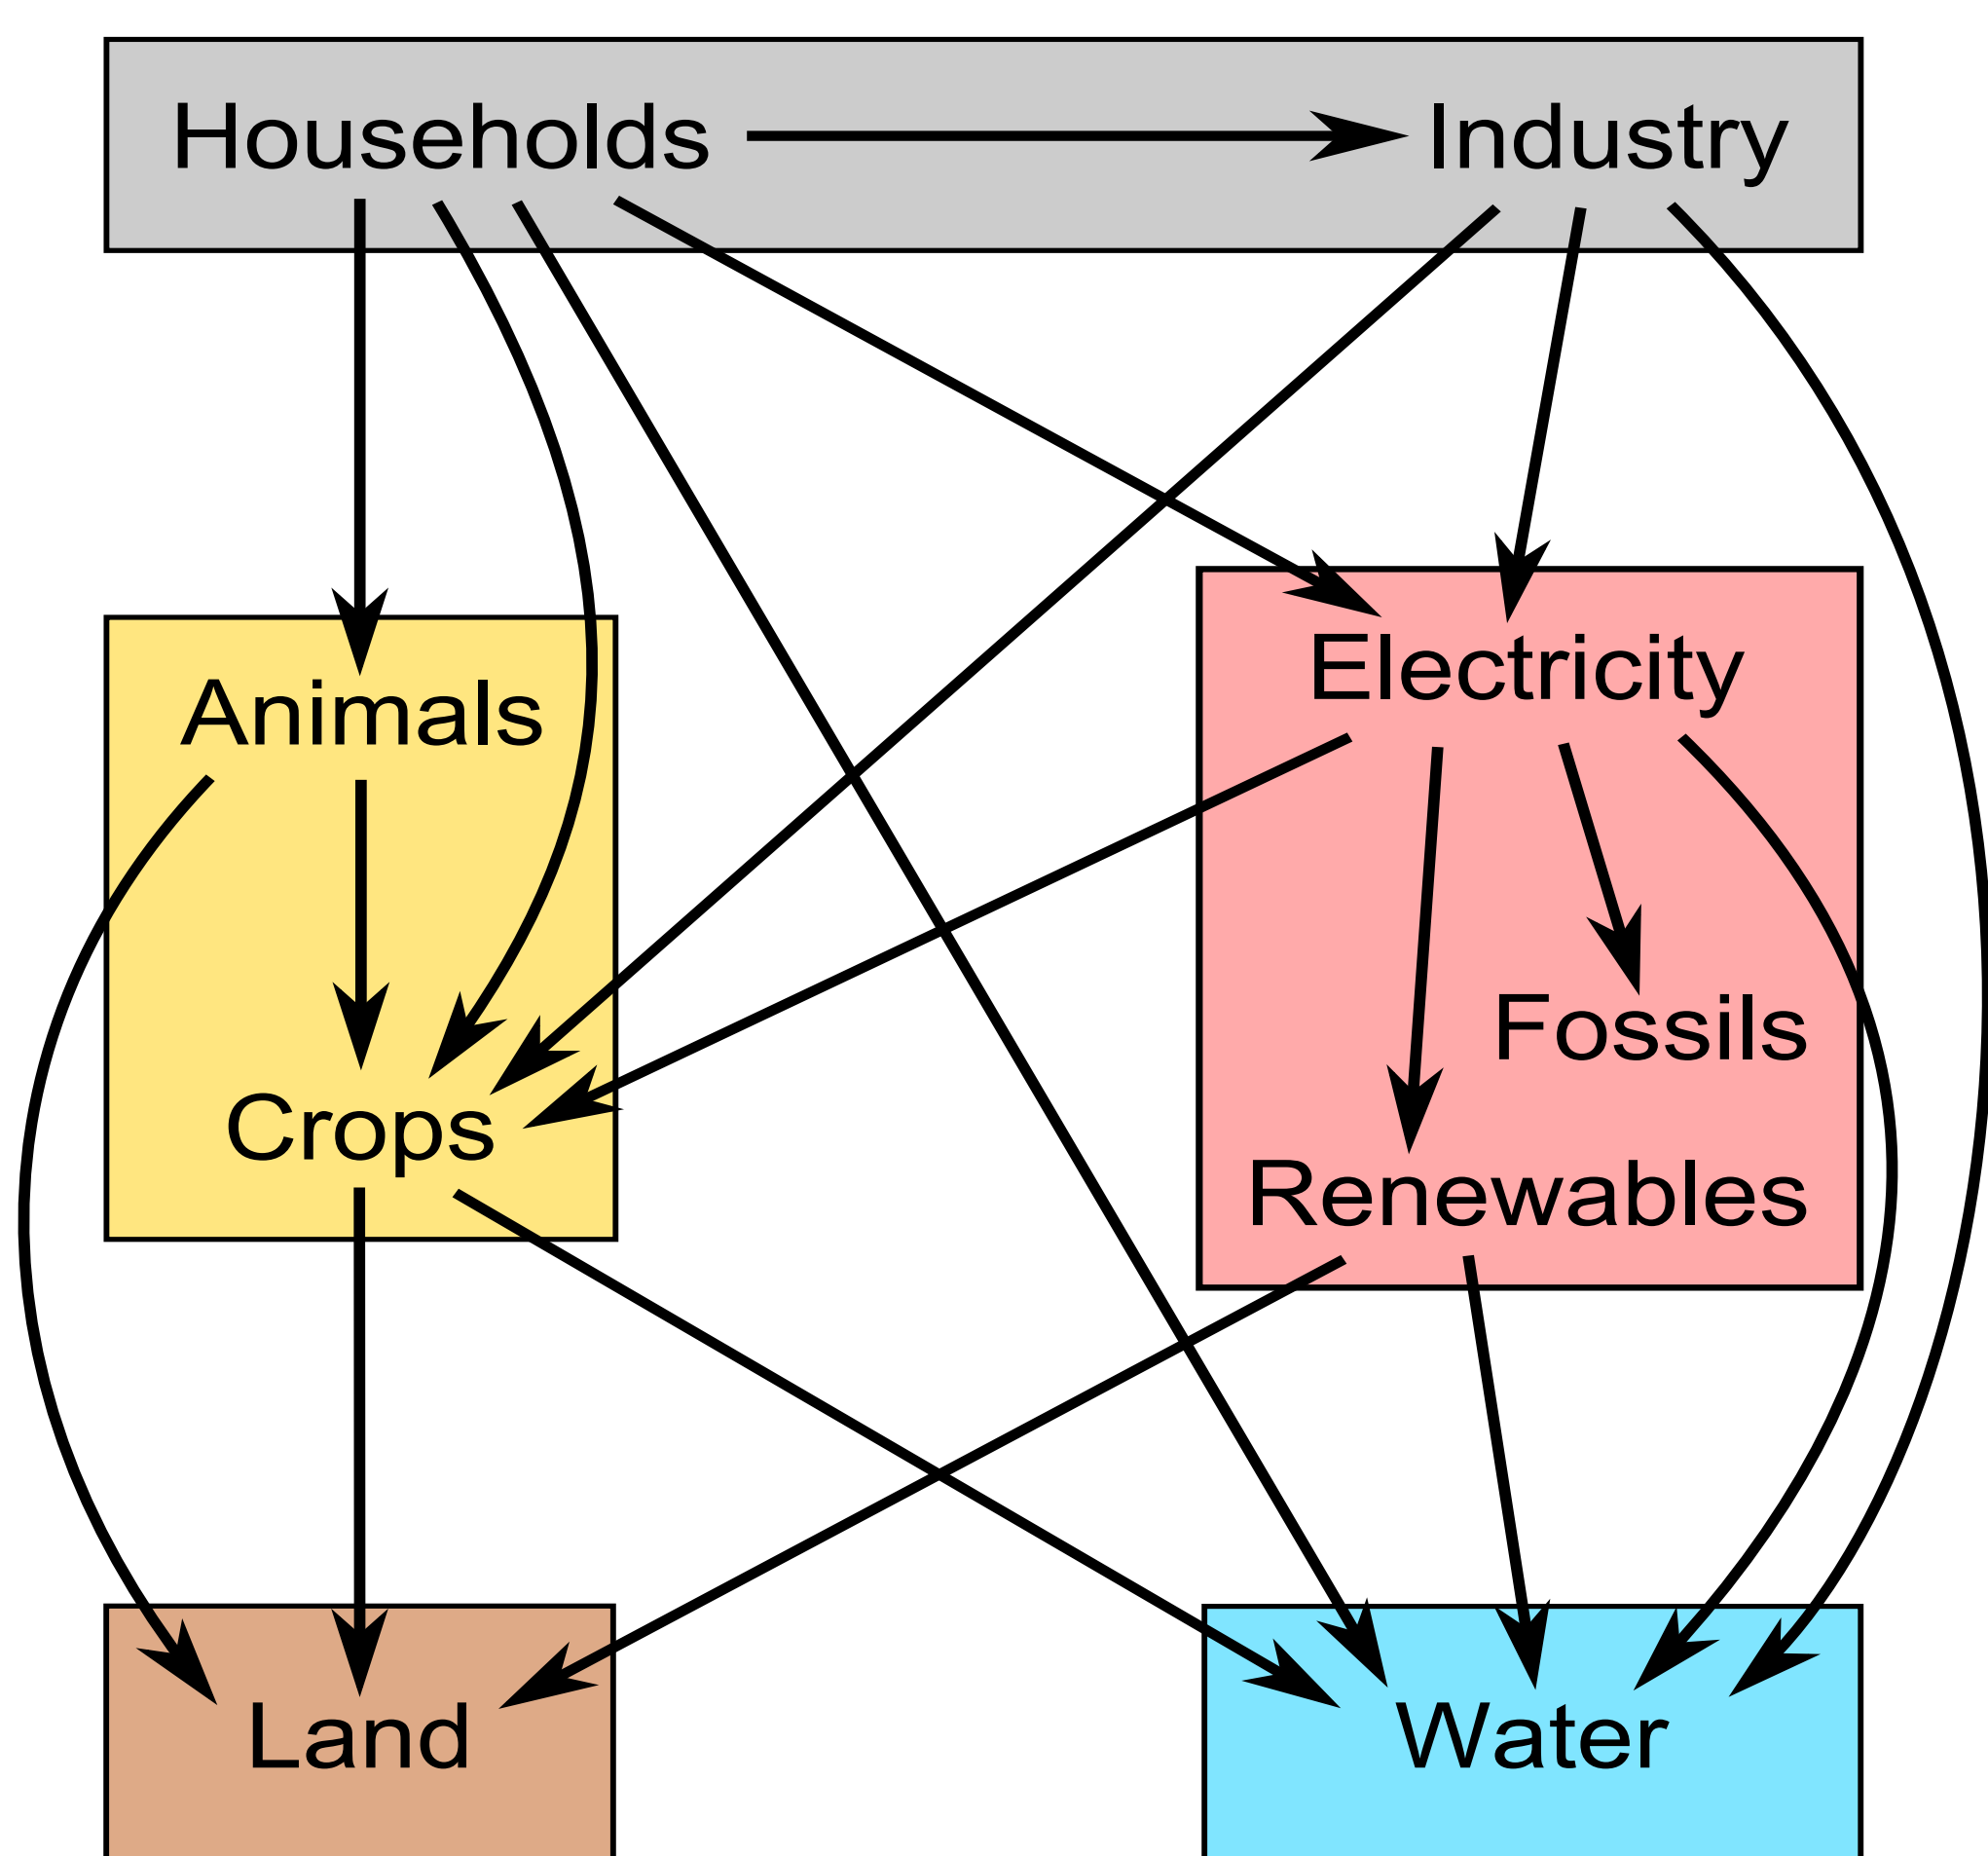 Households
Industry
Animals
Electricity
Fossils
Crops
Renewables
Land
Water